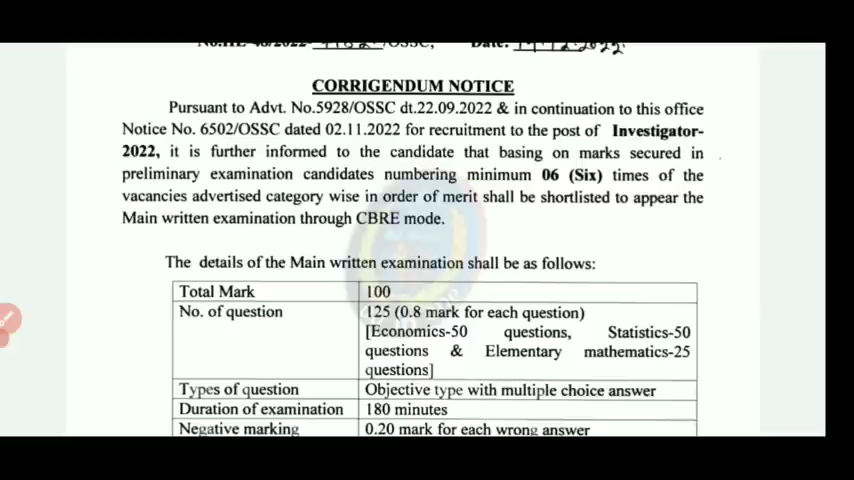 CORRIGENDUM NOTICE
Pursuant to Advt. No.5928/OSSC dt.22.09.2022 & in continuation to this office
Notice No. 6502/OSSC dated 02.11.2022 for recruitment to the post of Investigator-
2022, it is further informed to the candidate that basing on marks secured in
preliminary examination candidates numbering minimum 06 (Six) times of the
vacancies advertised category wise in order of merit shall be shortlisted to appear the
Main written examination through CBRE mode.
The details of the Main written examination shall be as follows:
Total Mark 100
No. of question 125 (0.8 mark for each question)
[Economics-50 questions, Statistics-50
questions & Elementary mathematics-25
questions]
Types of question Objective type with multiple choice answer
Duration of examination 180 minutes
Negative marking 0.20 mark for each wrong answer